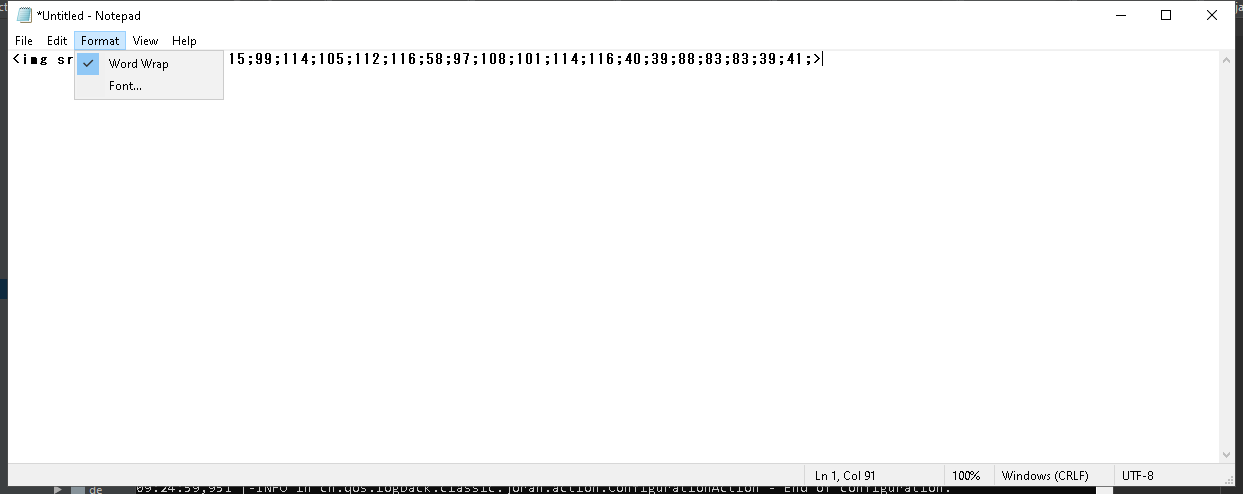 *Untitled - Notepad
File Edit Format View Help
<img sr 15;99;114;105;112;116;58;97;108;101;114;116;40;39;88;83;83;39;41;>
Word Wrap
Font...
Ln 1, Col 91 100% Windows (CRLF) UTF-8
de 09:24:59,951 |-INFO in ch.qos.logback.classic.joran.action.ConfigurationAction - End of configuration.